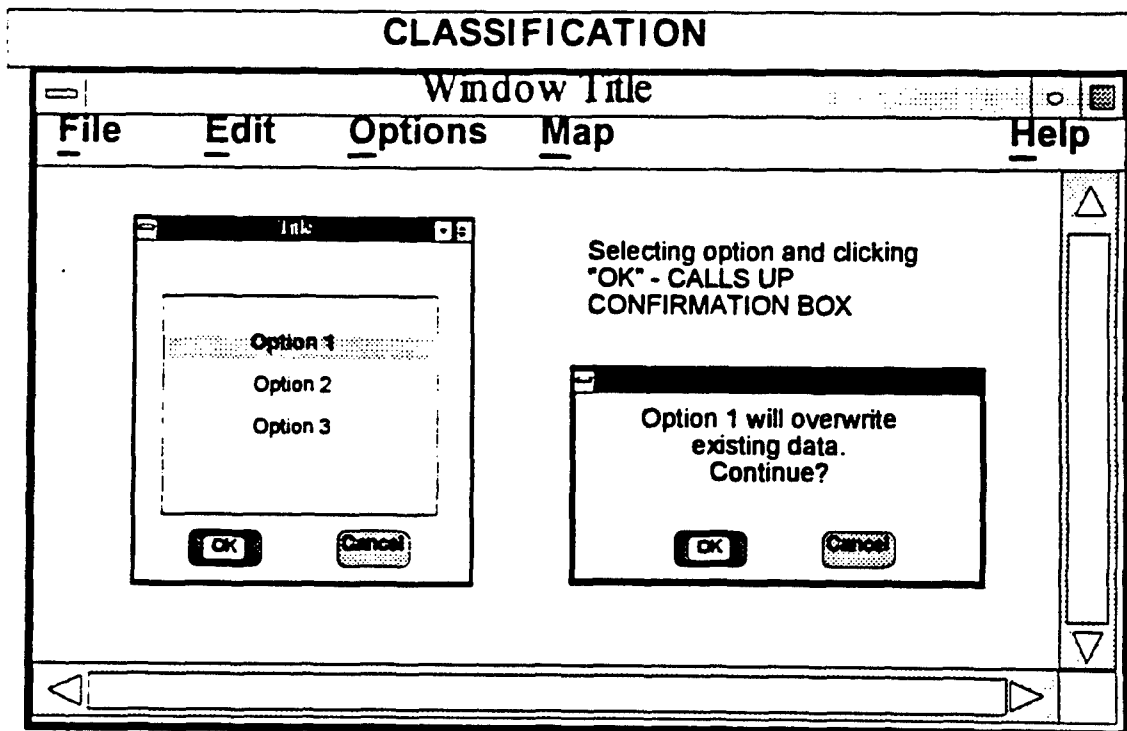 CLASSIFICATION
Window Title
File Edit Options Map Help
Title
Option 1
Option 2
Option 3
OK Cancel
Selecting option and clicking
"OK" - CALLS UP
CONFIRMATION BOX
Option 1 will overwrite
existing data.
Continue?
OK Cancel